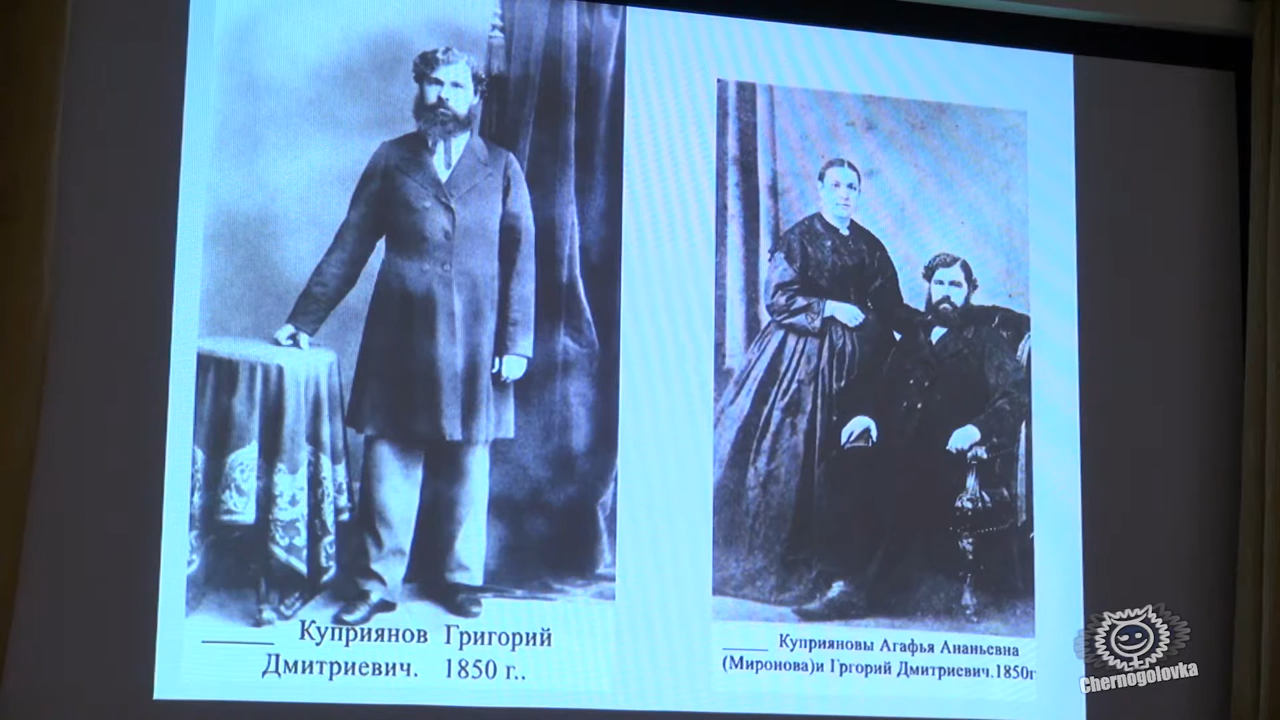 Куприянов Григорий
Дмитриевич. 1850 г..
Куприяновы Агафья Ананьевна
(Миронова)и Гргорий Дмитриевич.1850г
Chernogolovka